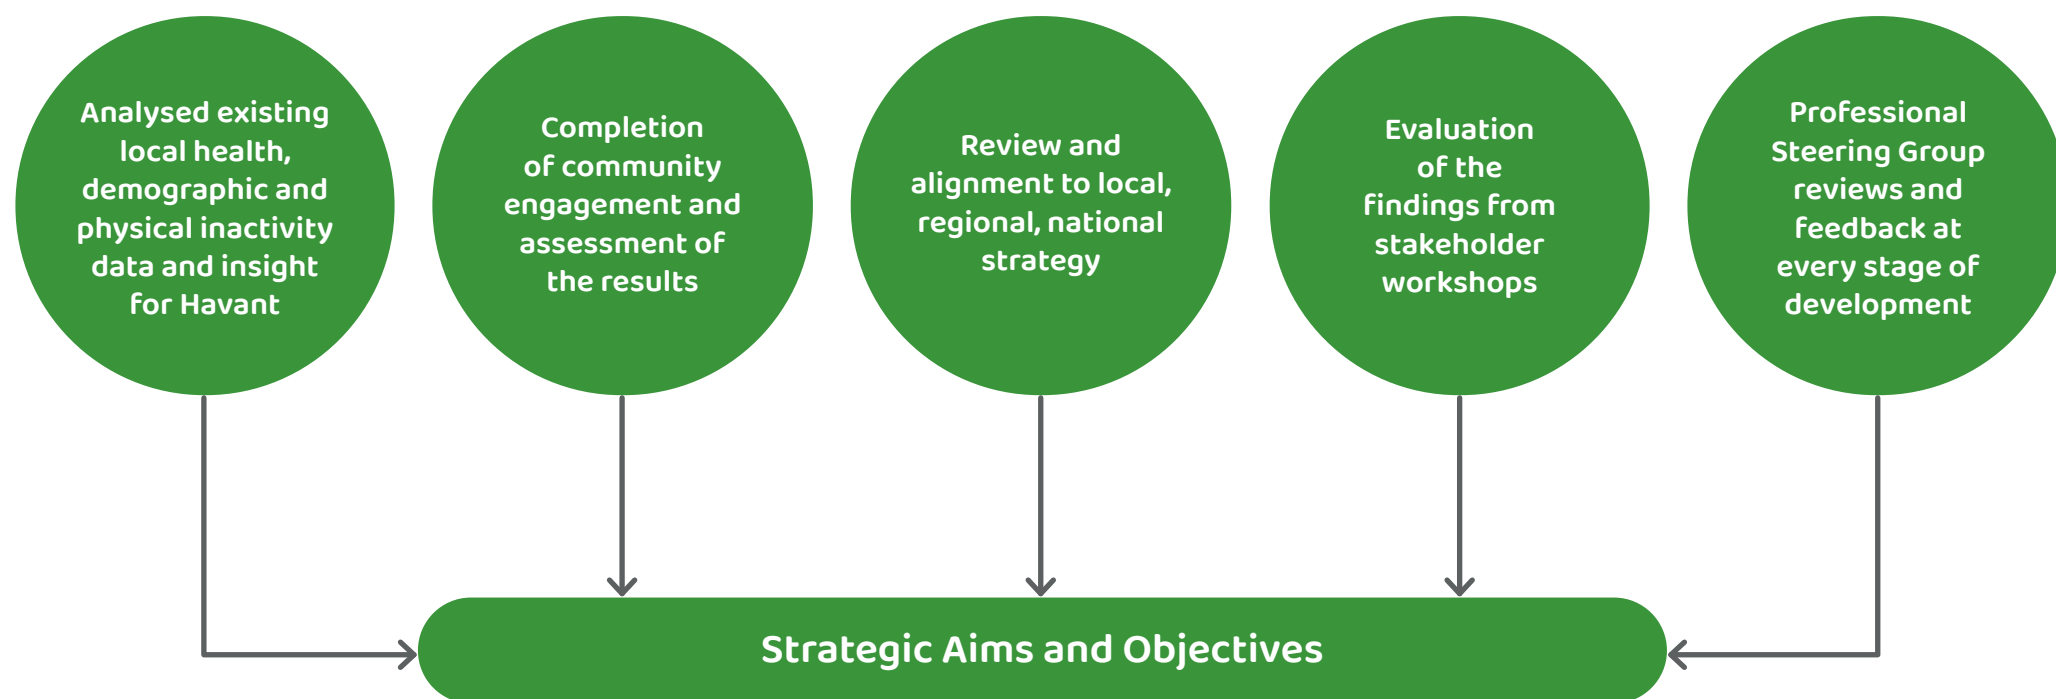 Analysed existing
local health,
demographic and
physical inactivity
data and insight
for Havant
Completion
of community
engagement and
assessment of
the results
Review and
alignment to local,
regional, national
strategy
Evaluation
of the
findings from
stakeholder
workshops
Professional
Steering Group
reviews and
feedback at
every stage of
development
Strategic Aims and Objectives